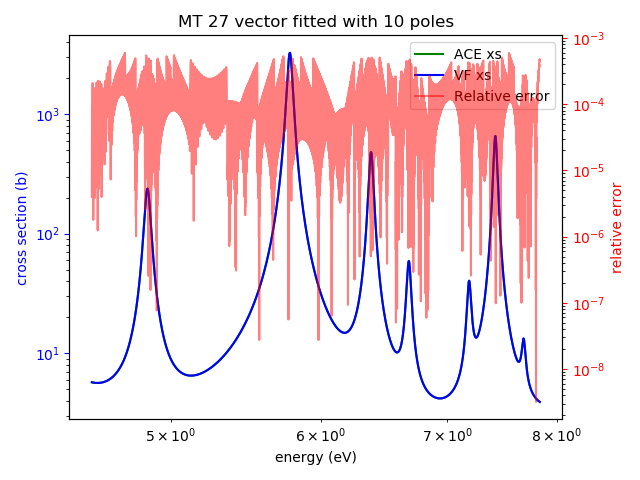 MT 27 vector fitted with 10 poles
ACE xs
VF xs
Relative error
10³
10²
10¹
cross section (b)
10⁻³
10⁻⁴
10⁻⁵
10⁻⁶
10⁻⁷
10⁻⁸
relative error
5 × 10⁰
6 × 10⁰
7 × 10⁰
8 × 10⁰
energy (eV)